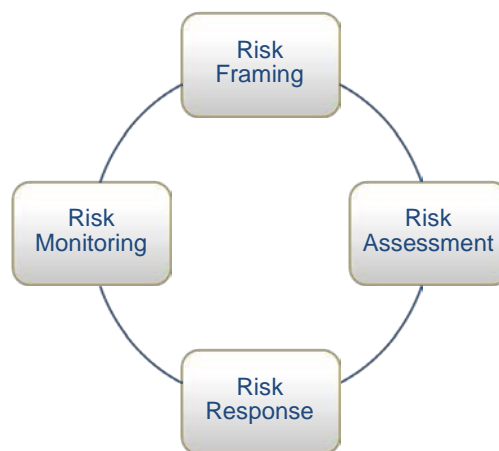 Risk
Framing
Risk
Monitoring
Risk
Assessment
Risk
Response